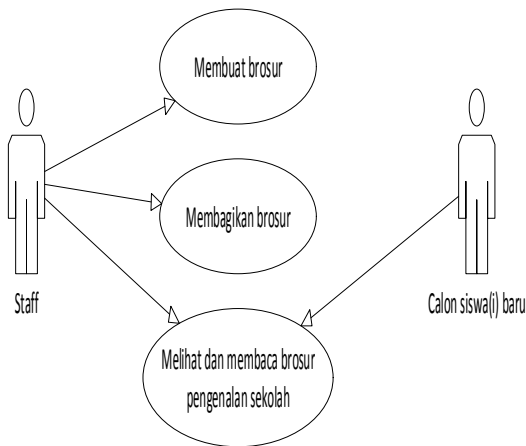 Membuat brosur
Membagikan brosur
Staff
Calon siswa(i) baru
Melihat dan membaca brosur
pengenalan sekolah